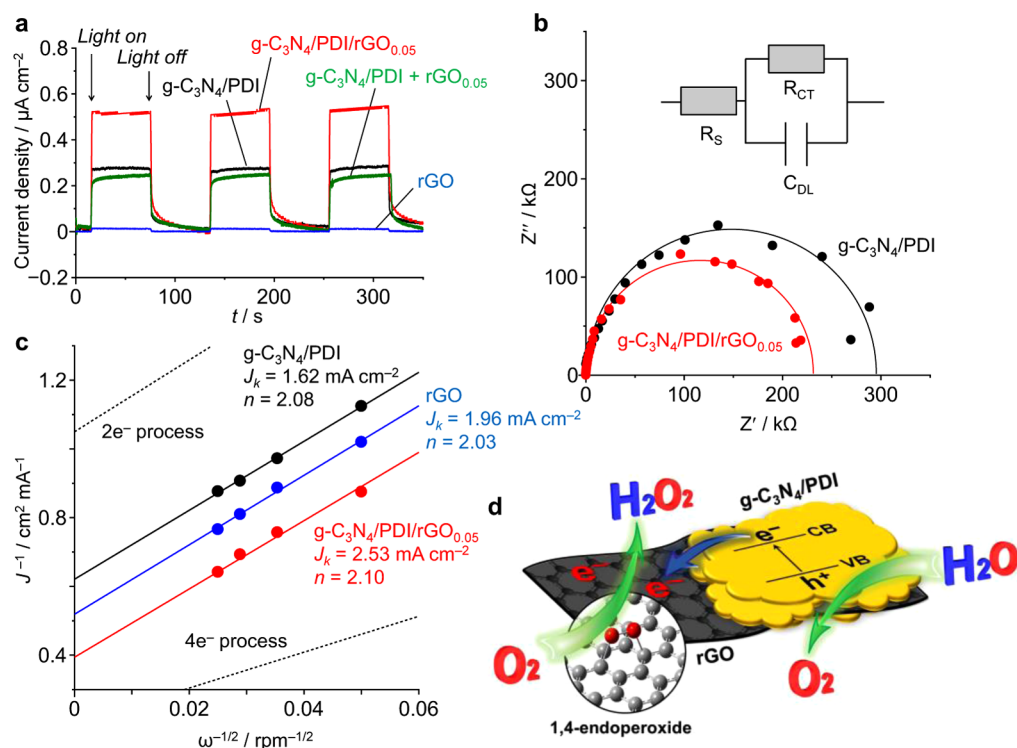 a
Light on
Light off
g-C₃N₄/PDI/rGO₀.₀₅
g-C₃N₄/PDI
g-C₃N₄/PDI + rGO₀.₀₅
rGO
Current density / µA cm⁻²
0.8
0.6
0.4
0.2
0
−0.2
0
100
200
300
t / s
b
R_S
R_CT
C_DL
g-C₃N₄/PDI
g-C₃N₄/PDI/rGO₀.₀₅
Z″ / kΩ
300
200
100
0
0
100
200
300
Z′ / kΩ
c
g-C₃N₄/PDI
J_k = 1.62 mA cm⁻²
n = 2.08
2e⁻ process
rGO
J_k = 1.96 mA cm⁻²
n = 2.03
g-C₃N₄/PDI/rGO₀.₀₅
J_k = 2.53 mA cm⁻²
n = 2.10
4e⁻ process
J⁻¹ / cm² mA⁻¹
1.2
0.8
0.4
0
0.02
0.04
0.06
ω⁻¹/² / rpm⁻¹/²
d
H₂O₂
g-C₃N₄/PDI
e⁻
CB
VB
h⁺
H₂O
e⁻
e⁻
O₂
rGO
O₂
1,4-endoperoxide